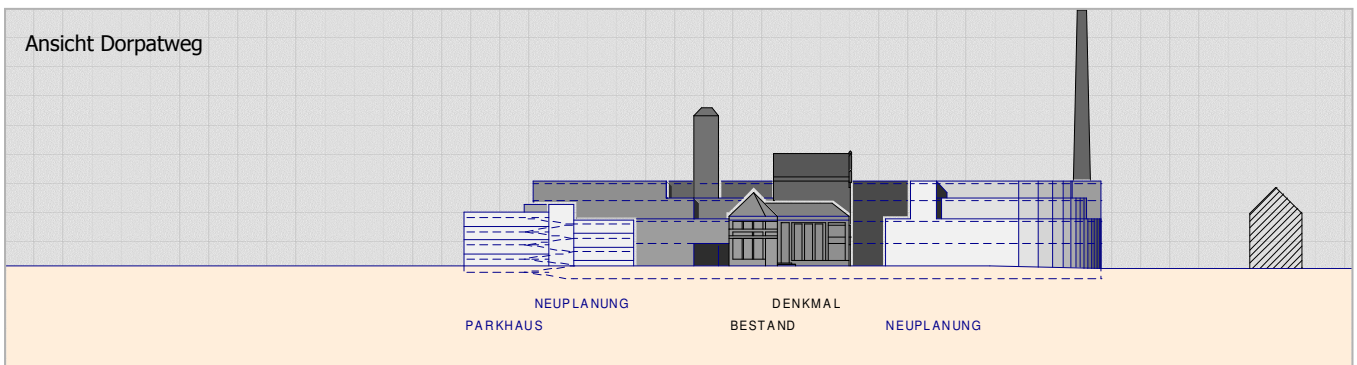 Ansicht Dorpatweg
NEUPLANUNG DENKMAL
PARKHAUS BESTAND NEUPLANUNG